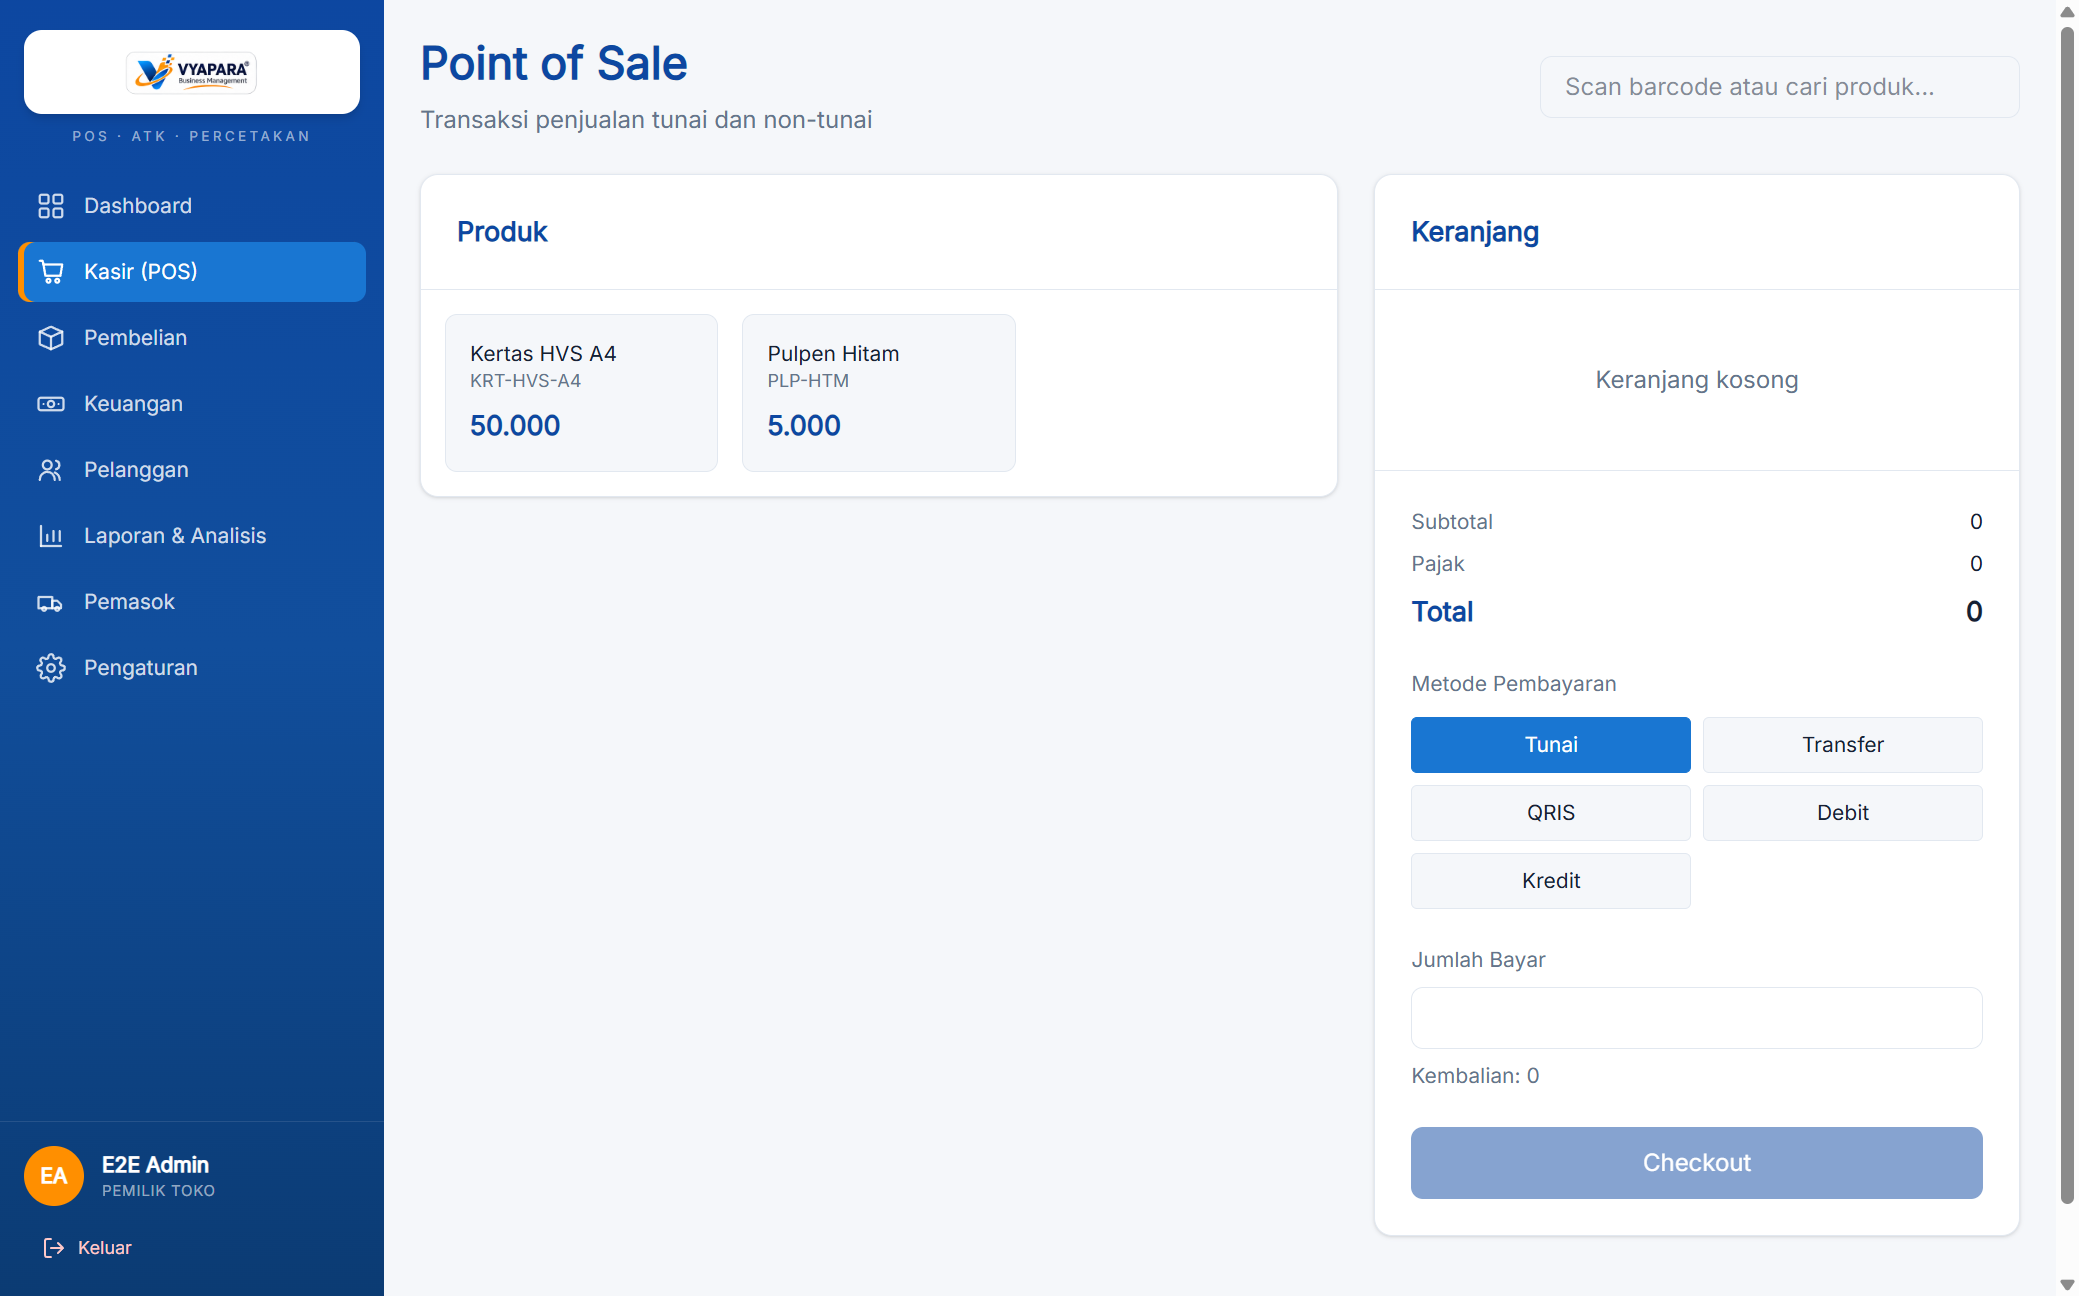 VYAPARA®
Business Management
POS · ATK · PERCETAKAN
Dashboard
Kasir (POS)
Pembelian
Keuangan
Pelanggan
Laporan & Analisis
Pemasok
Pengaturan
EA
E2E Admin
PEMILIK TOKO
Keluar
Point of Sale
Transaksi penjualan tunai dan non-tunai
Scan barcode atau cari produk...
Produk
Kertas HVS A4
KRT-HVS-A4
50.000
Pulpen Hitam
PLP-HTM
5.000
Keranjang
Keranjang kosong
Subtotal 0
Pajak 0
Total 0
Metode Pembayaran
Tunai
Transfer
QRIS
Debit
Kredit
Jumlah Bayar
Kembalian: 0
Checkout